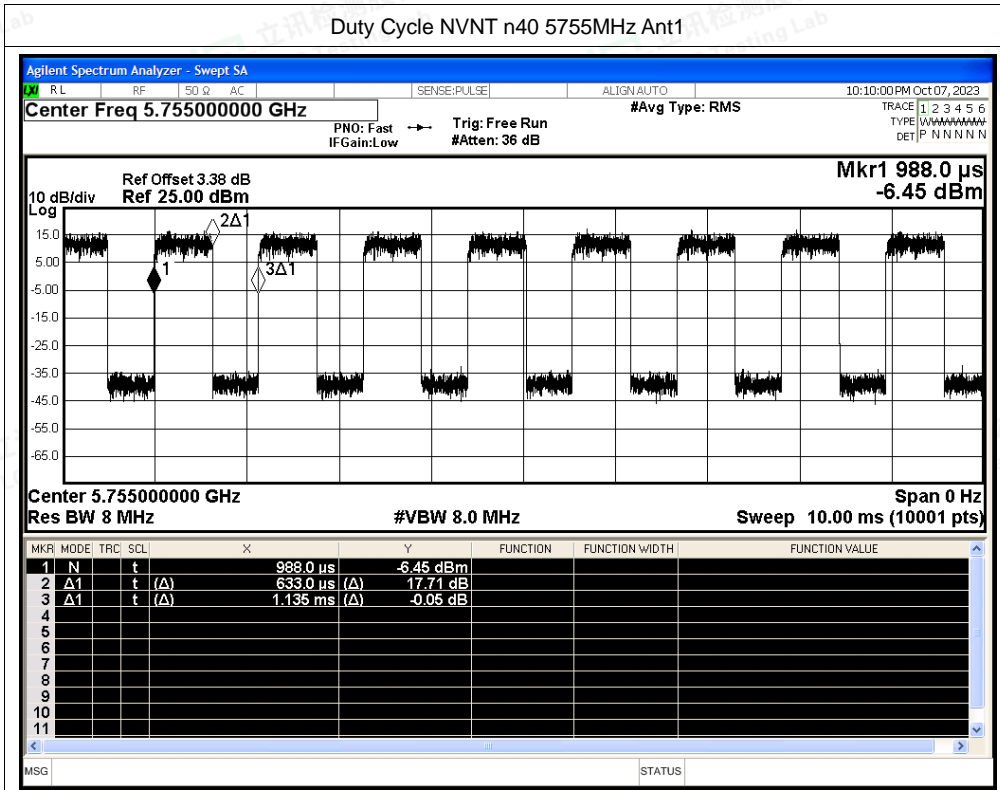 Duty Cycle NVNT n40 5755MHz Ant1
Agilent Spectrum Analyzer - Swept SA
LXI RL RF 50 Ω AC SENSE:PULSE ALIGN AUTO 10:10:00 PM Oct 07, 2023
Center Freq 5.755000000 GHz #Avg Type: RMS TRACE 1 2 3 4 5 6
PNO: Fast Trig: Free Run TYPE WWWWWW
IFGain:Low #Atten: 36 dB DET P N N N N N
Mkr1 988.0 µs
-6.45 dBm
Ref Offset 3.38 dB
10 dB/div Ref 25.00 dBm
Log
15.0
5.00
-5.00
-15.0
-25.0
-35.0
-45.0
-55.0
-65.0
2Δ1
1
3Δ1
Center 5.755000000 GHz Span 0 Hz
Res BW 8 MHz #VBW 8.0 MHz Sweep 10.00 ms (10001 pts)
MKR MODE TRC SCL X Y FUNCTION FUNCTION WIDTH FUNCTION VALUE
1 N t 988.0 µs -6.45 dBm
2 Δ1 t (Δ) 633.0 µs (Δ) 17.71 dB
3 Δ1 t (Δ) 1.135 ms (Δ) -0.05 dB
4
5
6
7
8
9
10
11
MSG STATUS